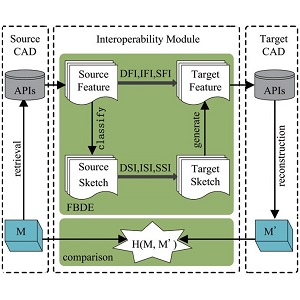 Source
CAD
Interoperability Module
Target
CAD
APIs
Source
Feature
DFI,IFI,SFI
Target
Feature
APIs
retrieval
classify
generate
reconstruction
Source
Sketch
DSI,ISI,SSI
Target
Sketch
FBDE
M
H(M, M')
M'
comparison